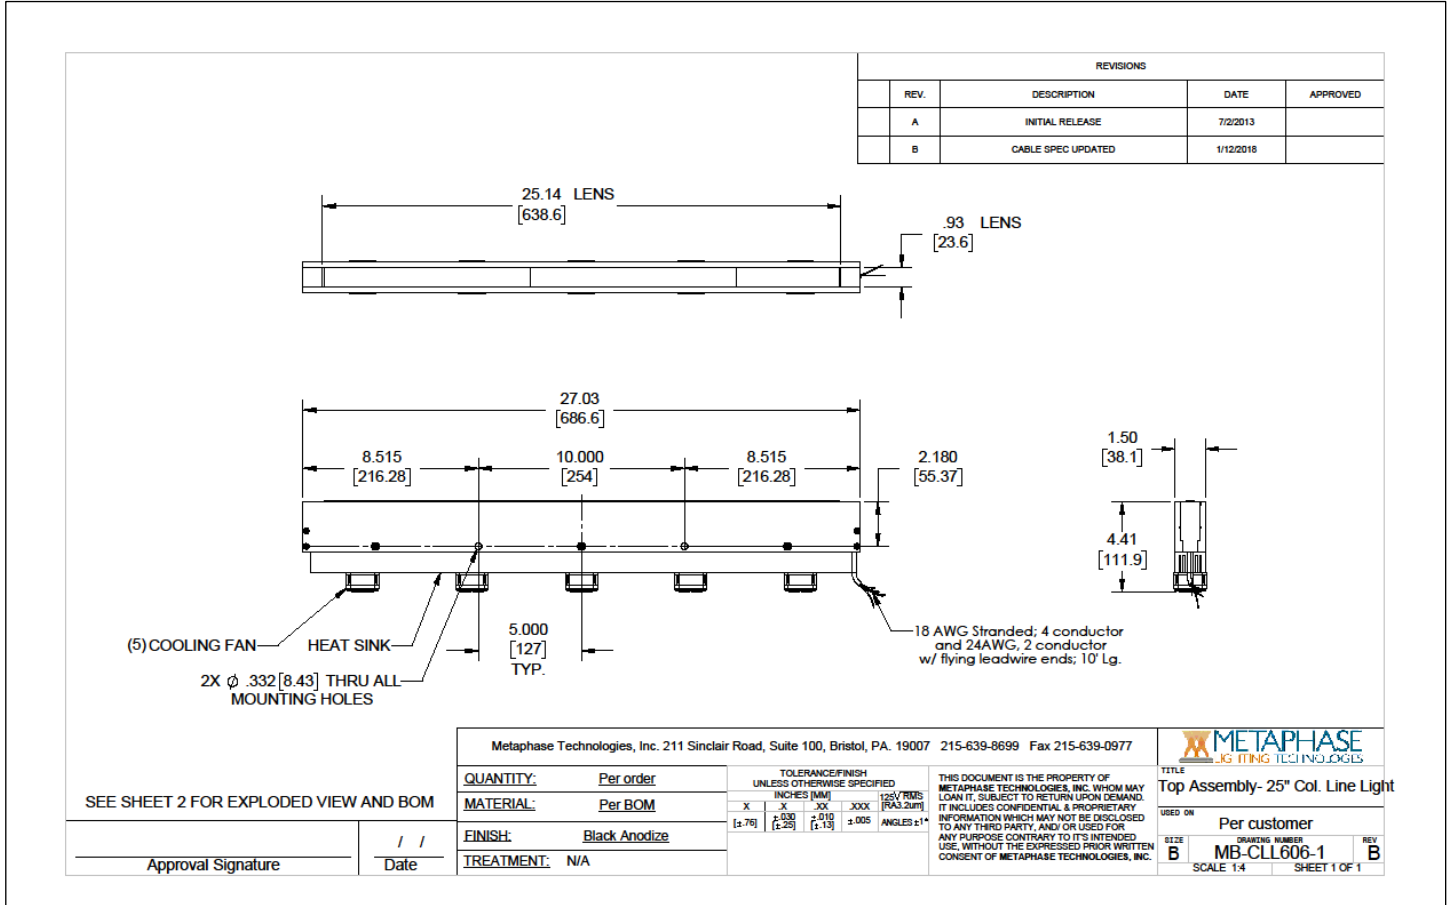 REVISIONS
REV. DESCRIPTION DATE APPROVED
A INITIAL RELEASE 7/2/2013
B CABLE SPEC UPDATED 1/12/2018
25.14 LENS
[638.6]
.93 LENS
[23.6]
27.03
[686.6]
8.515
[216.28]
10.000
[254]
8.515
[216.28]
2.180
[55.37]
1.50
[38.1]
4.41
[111.9]
(5) COOLING FAN
HEAT SINK
5.000
[127]
TYP.
18 AWG Stranded; 4 conductor
and 24AWG, 2 conductor
w/ flying leadwire ends; 10' Lg.
2X ⌀ .332 [8.43] THRU ALL
MOUNTING HOLES
SEE SHEET 2 FOR EXPLODED VIEW AND BOM
/ /
Approval Signature Date
Metaphase Technologies, Inc. 211 Sinclair Road, Suite 100, Bristol, PA. 19007 215-639-8699 Fax 215-639-0977
QUANTITY: Per order
MATERIAL: Per BOM
FINISH: Black Anodize
TREATMENT: N/A
TOLERANCE/FINISH
UNLESS OTHERWISE SPECIFIED
INCHES [MM]
125√ RMS
[RA3.2um]
X .X .XX .XXX
[±.76] ±.030 [±.25] ±.010 [±.13] ±.005 ANGLES ±1°
THIS DOCUMENT IS THE PROPERTY OF
METAPHASE TECHNOLOGIES, INC. WHOM MAY
LOAN IT, SUBJECT TO RETURN UPON DEMAND.
IT INCLUDES CONFIDENTIAL & PROPRIETARY
INFORMATION WHICH MAY NOT BE DISCLOSED
TO ANY THIRD PARTY, AND/ OR USED FOR
ANY PURPOSE CONTRARY TO IT'S INTENDED
USE, WITHOUT THE EXPRESSED PRIOR WRITTEN
CONSENT OF METAPHASE TECHNOLOGIES, INC.
METAPHASE
LIGHTING TECHNOLOGIES
TITLE
Top Assembly- 25" Col. Line Light
USED ON
Per customer
SIZE
B
DRAWING NUMBER
MB-CLL606-1
REV
B
SCALE 1:4 SHEET 1 OF 1